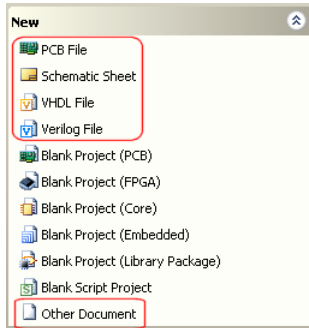 New
PCB File
Schematic Sheet
VHDL File
Verilog File
Blank Project (PCB)
Blank Project (FPGA)
Blank Project (Core)
Blank Project (Embedded)
Blank Project (Library Package)
Blank Script Project
Other Document